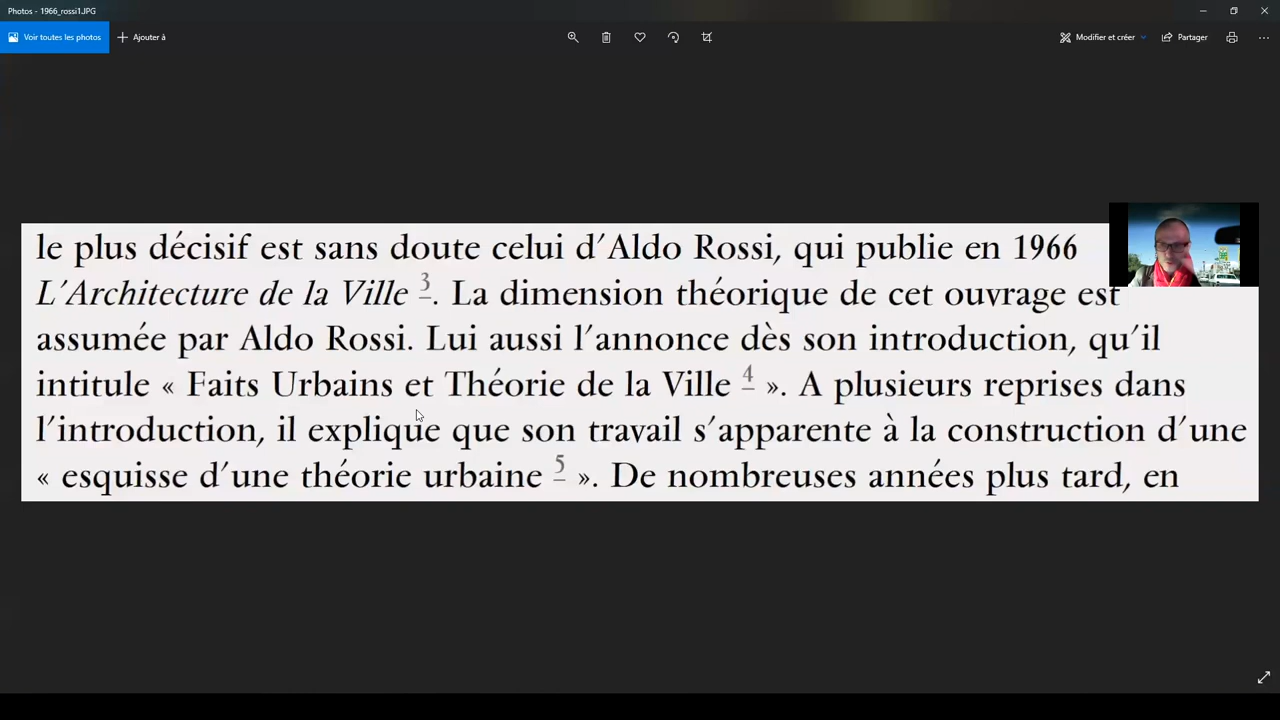 Photos - 1966_rossi1.JPG
Voir toutes les photos
Ajouter à
Modifier et créer
Partager
le plus décisif est sans doute celui d’Aldo Rossi, qui publie en 1966
L’Architecture de la Ville 3. La dimension théorique de cet ouvrage est
assumée par Aldo Rossi. Lui aussi l’annonce dès son introduction, qu’il
intitule « Faits Urbains et Théorie de la Ville 4 ». A plusieurs reprises dans
l’introduction, il explique que son travail s’apparente à la construction d’une
« esquisse d’une théorie urbaine 5 ». De nombreuses années plus tard, en